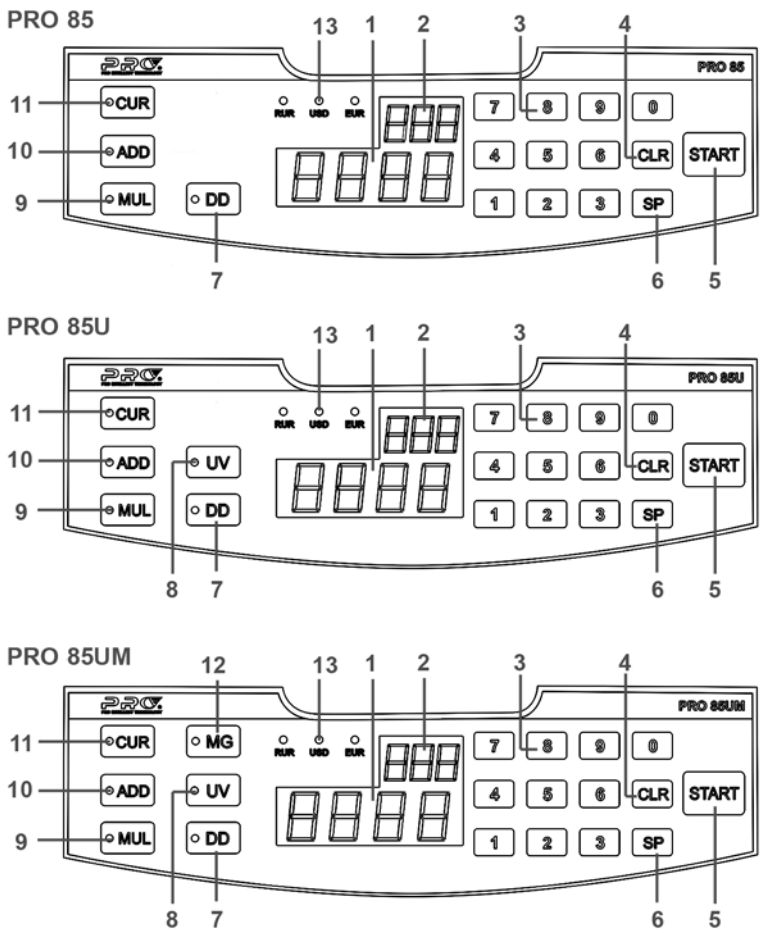 PRO 85
13 1 2 3 4
PRO PRO 85
11 CUR RUR USD EUR 7 8 9 0
10 ADD 4 5 6 CLR START
9 MUL DD 1 2 3 SP
7 6 5
PRO 85U
13 1 2 3 4
PRO PRO 85U
11 CUR RUR USD EUR 7 8 9 0
10 ADD UV 4 5 6 CLR START
9 MUL DD 1 2 3 SP
8 7 6 5
PRO 85UM
12 13 1 2 3 4
PRO PRO 85UM
11 CUR MG RUR USD EUR 7 8 9 0
10 ADD UV 4 5 6 CLR START
9 MUL DD 1 2 3 SP
8 7 6 5